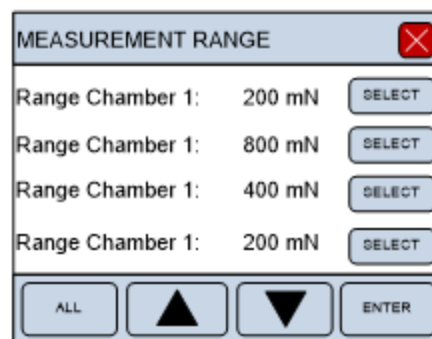 MEASUREMENT RANGE
Range Chamber 1: 200 mN SELECT
Range Chamber 1: 800 mN SELECT
Range Chamber 1: 400 mN SELECT
Range Chamber 1: 200 mN SELECT
ALL ENTER